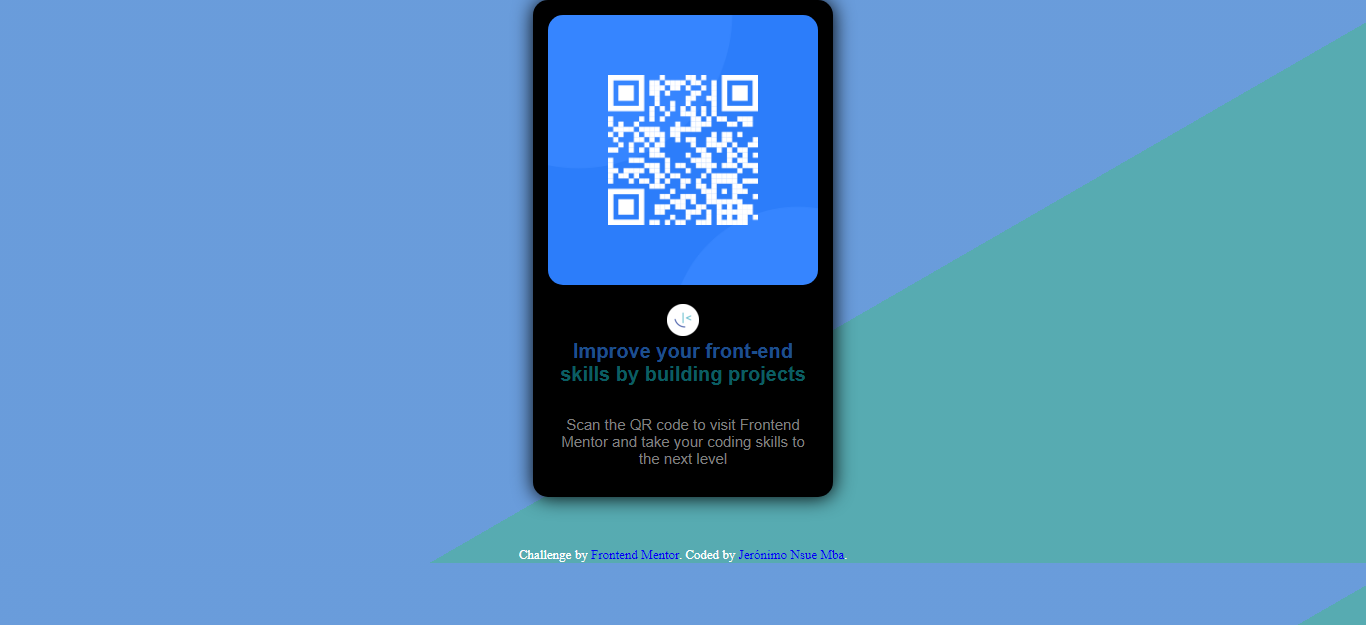 Improve your front-end
skills by building projects
Scan the QR code to visit Frontend
Mentor and take your coding skills to
the next level
Challenge by Frontend Mentor. Coded by Jerónimo Nsue Mba.